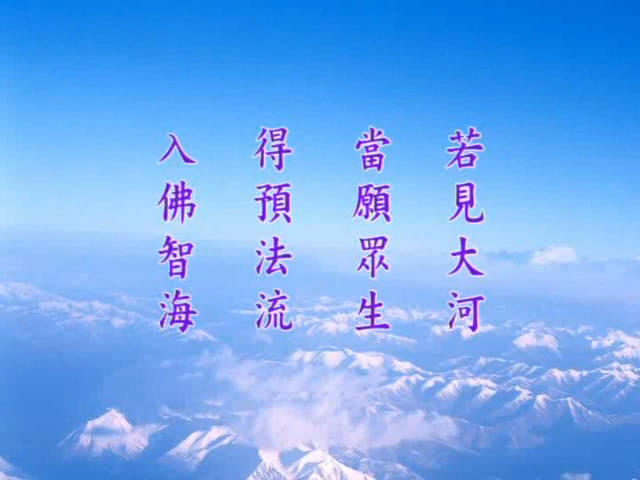 若見大河
當願眾生
得預法流
入佛智海